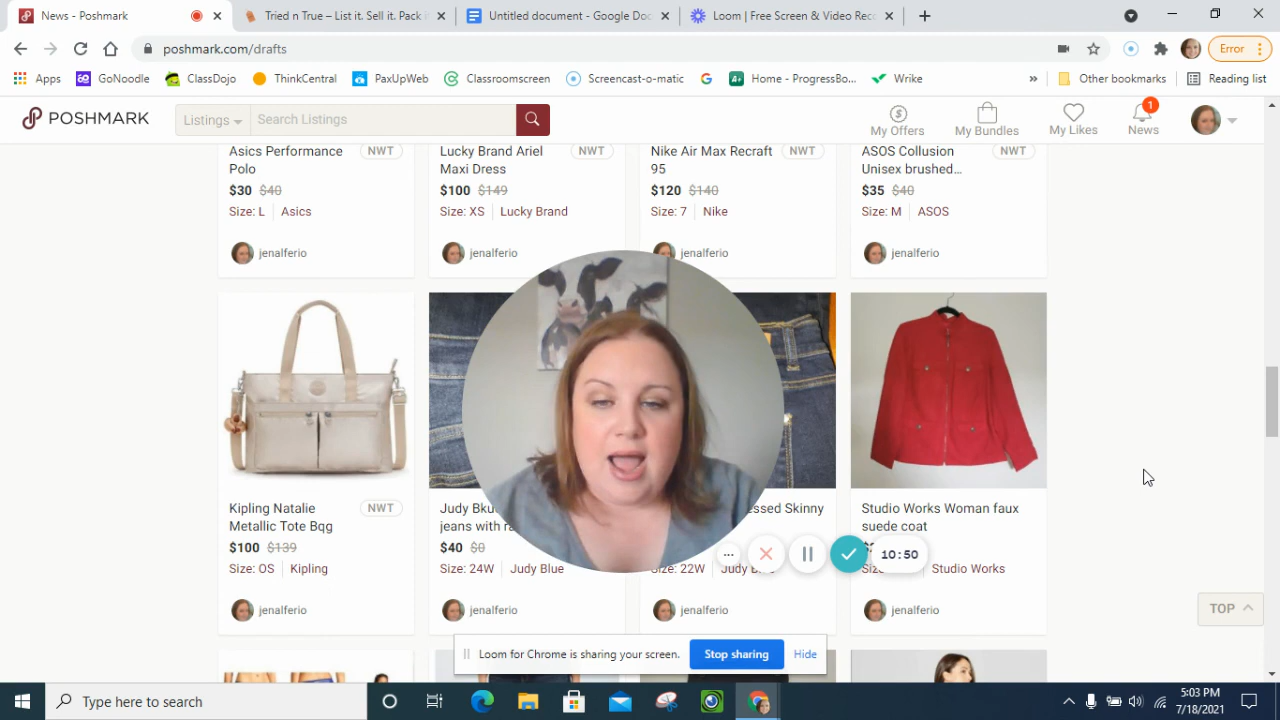 News - Poshmark
Tried n True – List it. Sell it. Pack it
Untitled document - Google Doc
Loom | Free Screen & Video Reco
poshmark.com/drafts
Error
Apps
GoNoodle
ClassDojo
ThinkCentral
PaxUpWeb
Classroomscreen
Screencast-o-matic
Home - ProgressBo...
Wrike
»
Other bookmarks
Reading list
POSHMARK
Listings
Search Listings
My Offers
My Bundles
My Likes
1
News
Asics Performance
Polo
NWT
$30 $40
Size: L Asics
jenalferio
Lucky Brand Ariel
Maxi Dress
NWT
$100 $149
Size: XS Lucky Brand
jenalferio
Nike Air Max Recraft
95
NWT
$120 $140
Size: 7 Nike
jenalferio
ASOS Collusion
Unisex brushed...
NWT
$35 $40
Size: M ASOS
jenalferio
Kipling Natalie
Metallic Tote Bqg
NWT
$100 $139
Size: OS Kipling
jenalferio
Judy Bkue
jeans with ra
$40 $0
Size: 24W Judy Blue
jenalferio
essed Skinny
Size: 22W Judy Blue
jenalferio
Studio Works Woman faux
suede coat
Studio Works
jenalferio
10:50
TOP
Loom for Chrome is sharing your screen.
Stop sharing
Hide
Type here to search
5:03 PM
7/18/2021